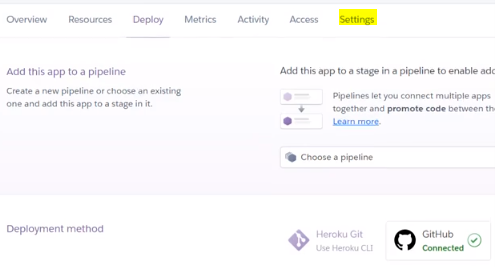 Overview Resources Deploy Metrics Activity Access Settings
Add this app to a pipeline
Create a new pipeline or choose an existing
one and add this app to a stage in it.
Add this app to a stage in a pipeline to enable
Pipelines let you connect multiple apps
together and promote code between
Learn more.
Choose a pipeline
Deployment method
Heroku Git
Use Heroku CLI
GitHub
Connected